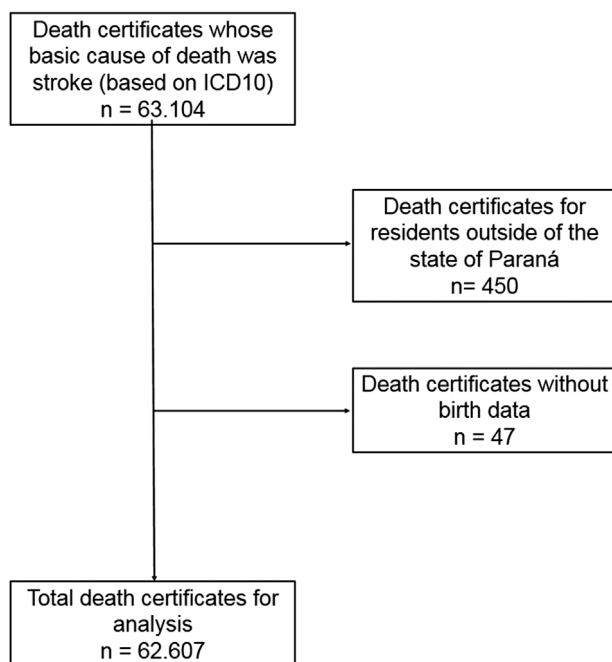 Death certificates whose
basic cause of death was
stroke (based on ICD10)
n = 63.104
Death certificates for
residents outside of the
state of Paraná
n= 450
Death certificates without
birth data
n = 47
Total death certificates for
analysis
n = 62.607